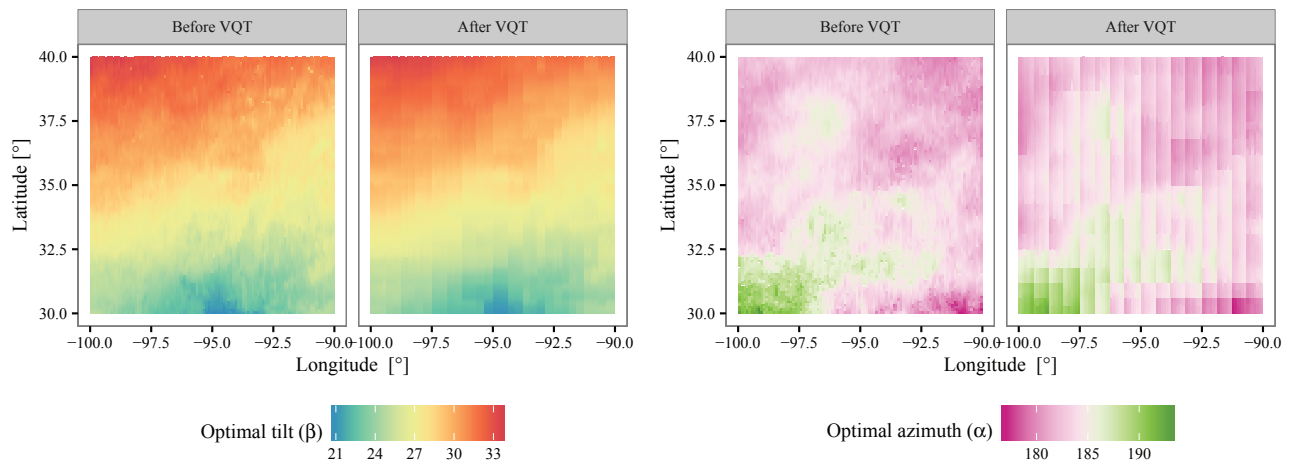 Before VQT After VQT Before VQT After VQT
40.0 40.0
37.5 37.5
35.0 35.0
32.5 32.5
30.0 30.0
Latitude [°] Latitude [°]
−100.0 −97.5 −95.0 −92.5 −90.0 −100.0 −97.5 −95.0 −92.5 −90.0 −100.0 −97.5 −95.0 −92.5 −90.0 −100.0 −97.5 −95.0 −92.5 −90.0
Longitude [°] Longitude [°]
Optimal tilt (β) Optimal azimuth (α)
21 24 27 30 33 180 185 190